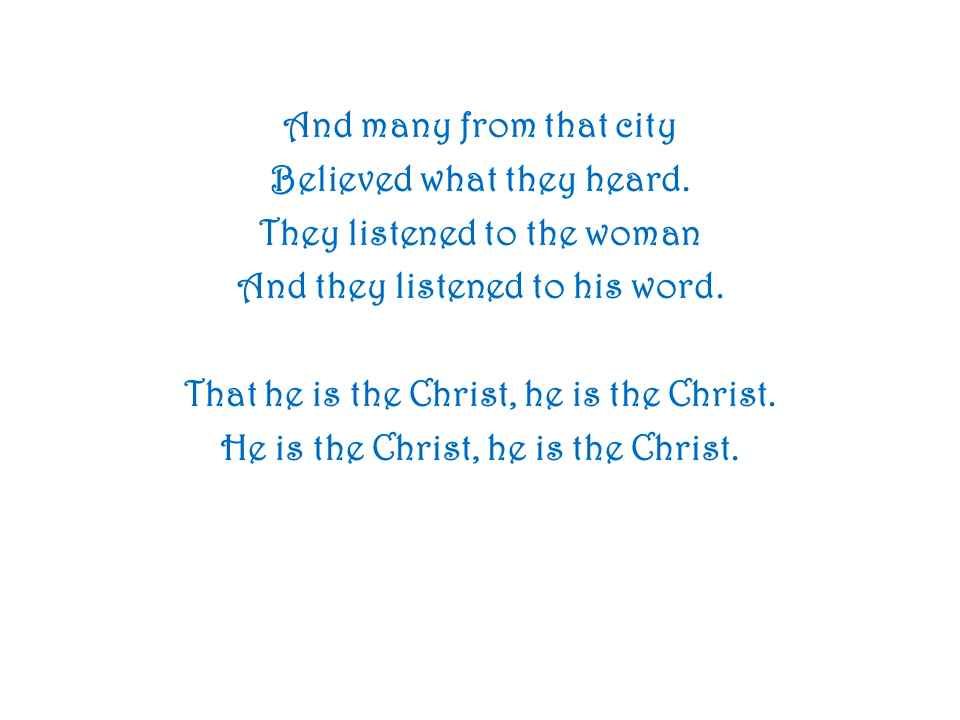 And many from that city
Believed what they heard.
They listened to the woman
And they listened to his word.

That he is the Christ, he is the Christ.
He is the Christ, he is the Christ.